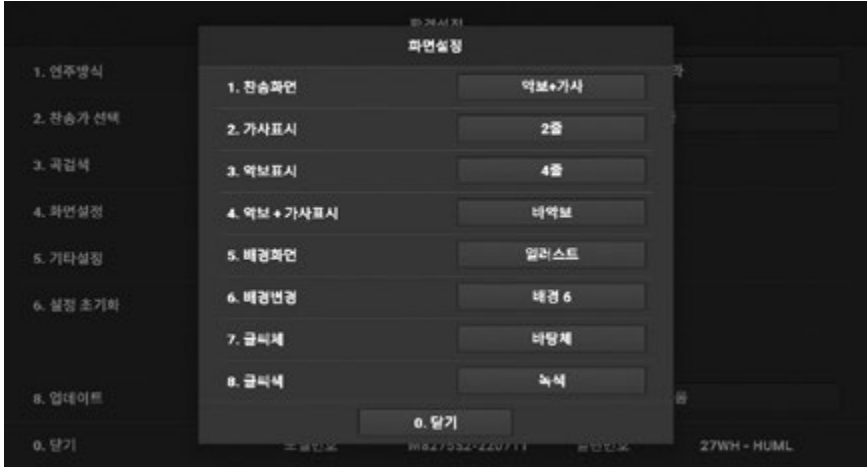 환경설정
화면설정
1. 연주방식
1. 찬송화면 악보+가사
2. 찬송가 선택
2. 가사표시 2줄
3. 곡검색
3. 악보표시 4줄
4. 화면설정
4. 악보 + 가사표시 바악보
5. 기타설정
5. 배경화면 일러스트
6. 설정 초기화
6. 배경변경 배경 6
7. 글씨체 바탕체
8. 글씨색 녹색
8. 업데이트
0. 닫기
0. 닫기 27WH - HUML